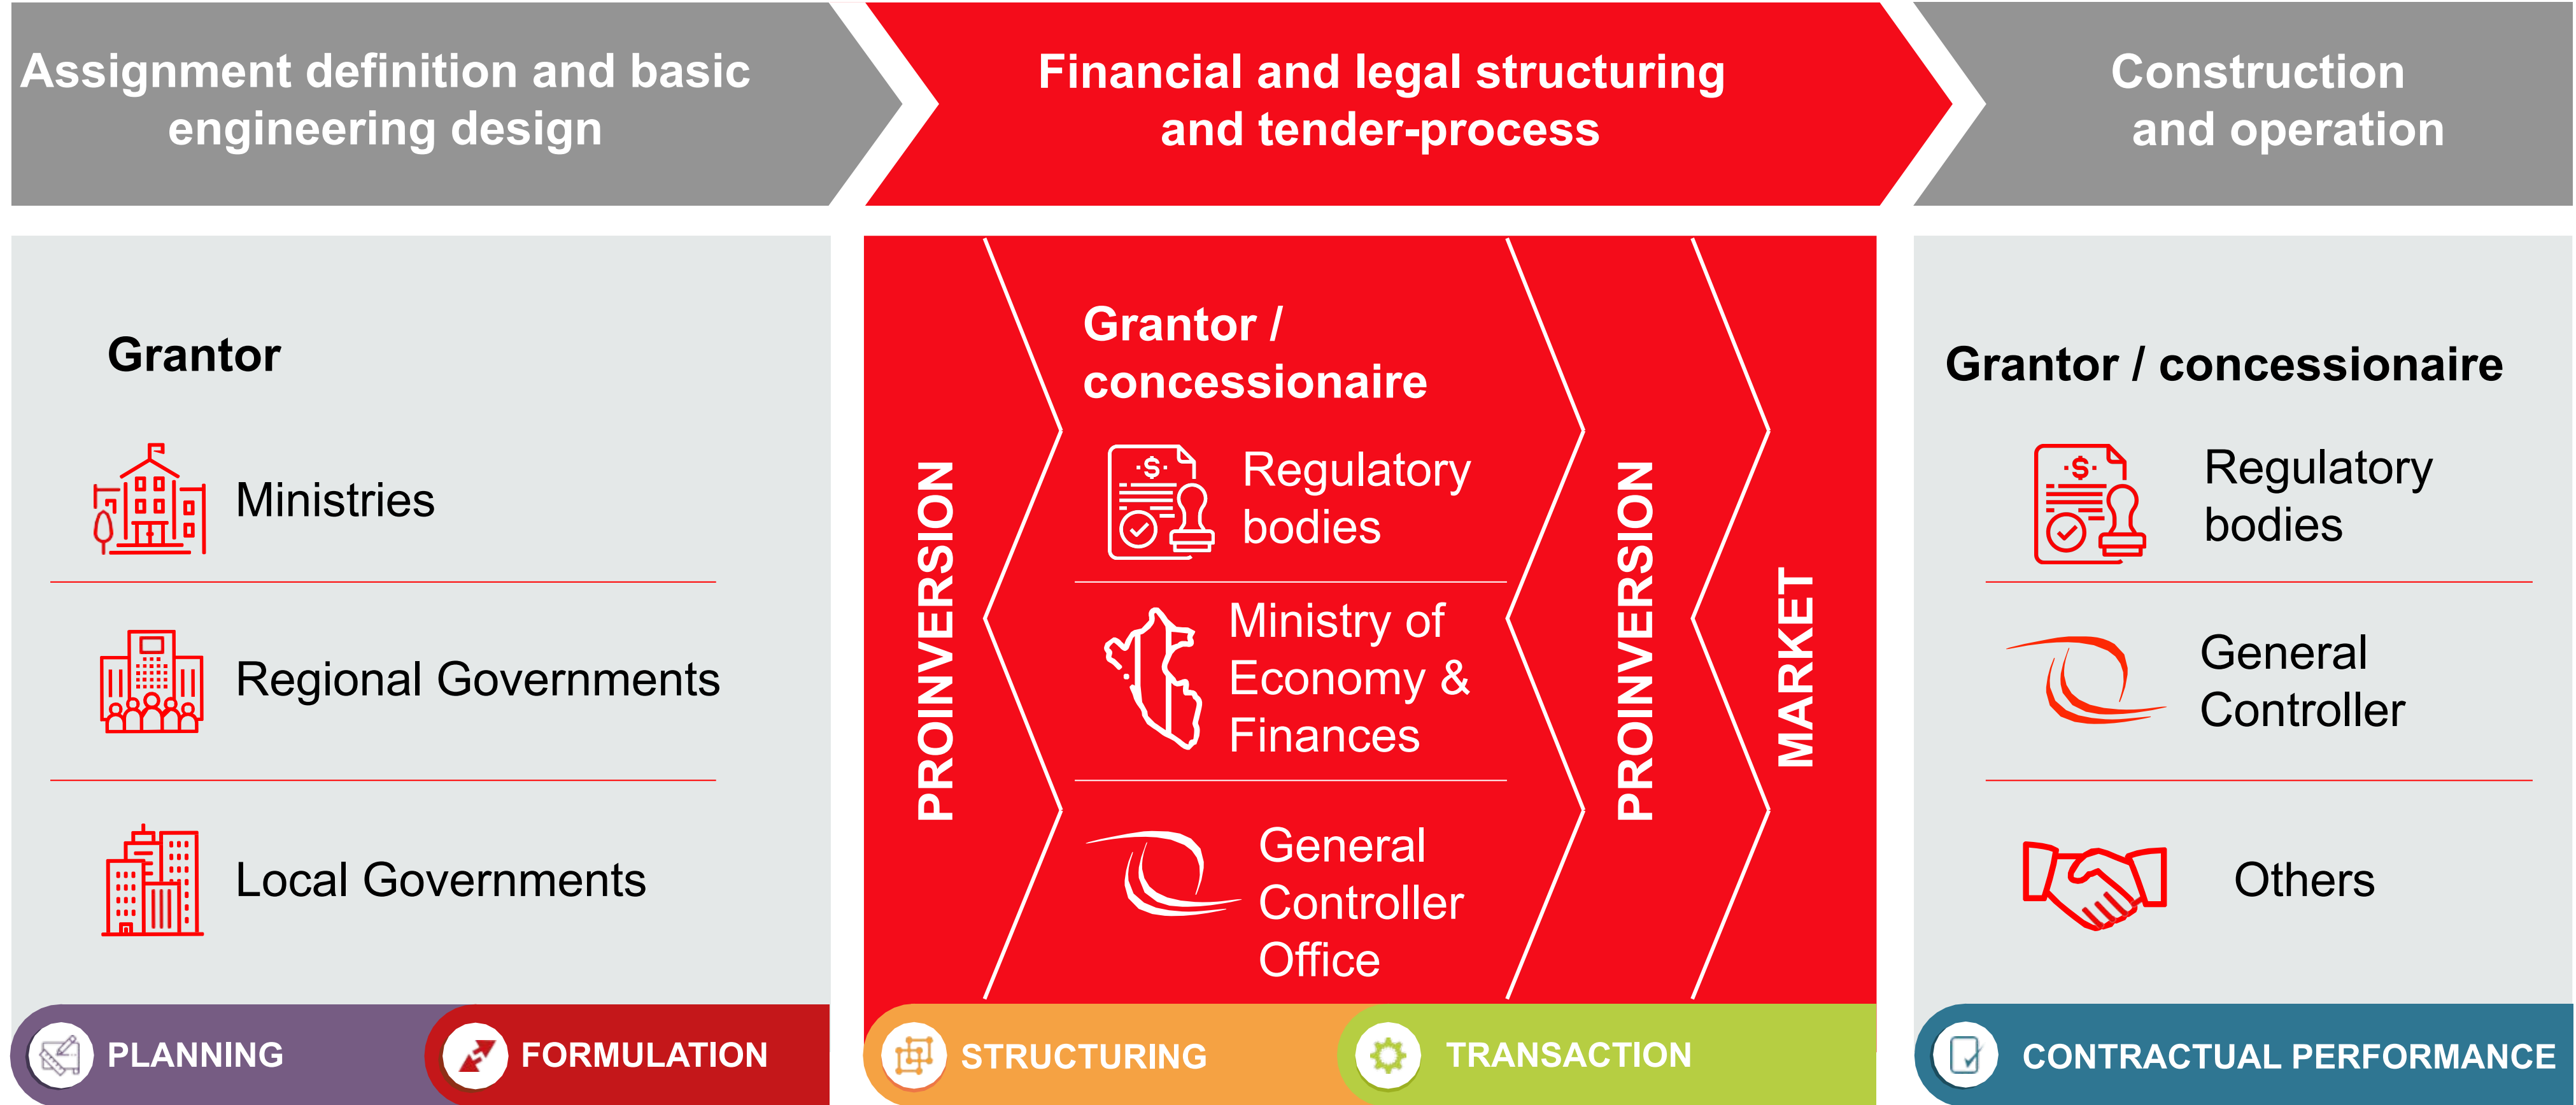 Assignment definition and basic
engineering design
Financial and legal structuring
and tender-process
Construction
and operation
Grantor
Ministries
Regional Governments
Local Governments
PLANNING
FORMULATION
PROINVERSION
Grantor /
concessionaire
·$·
Regulatory
bodies
Ministry of
Economy &
Finances
General
Controller
Office
PROINVERSION
MARKET
STRUCTURING
TRANSACTION
Grantor / concessionaire
·$·
Regulatory
bodies
General
Controller
Others
CONTRACTUAL PERFORMANCE